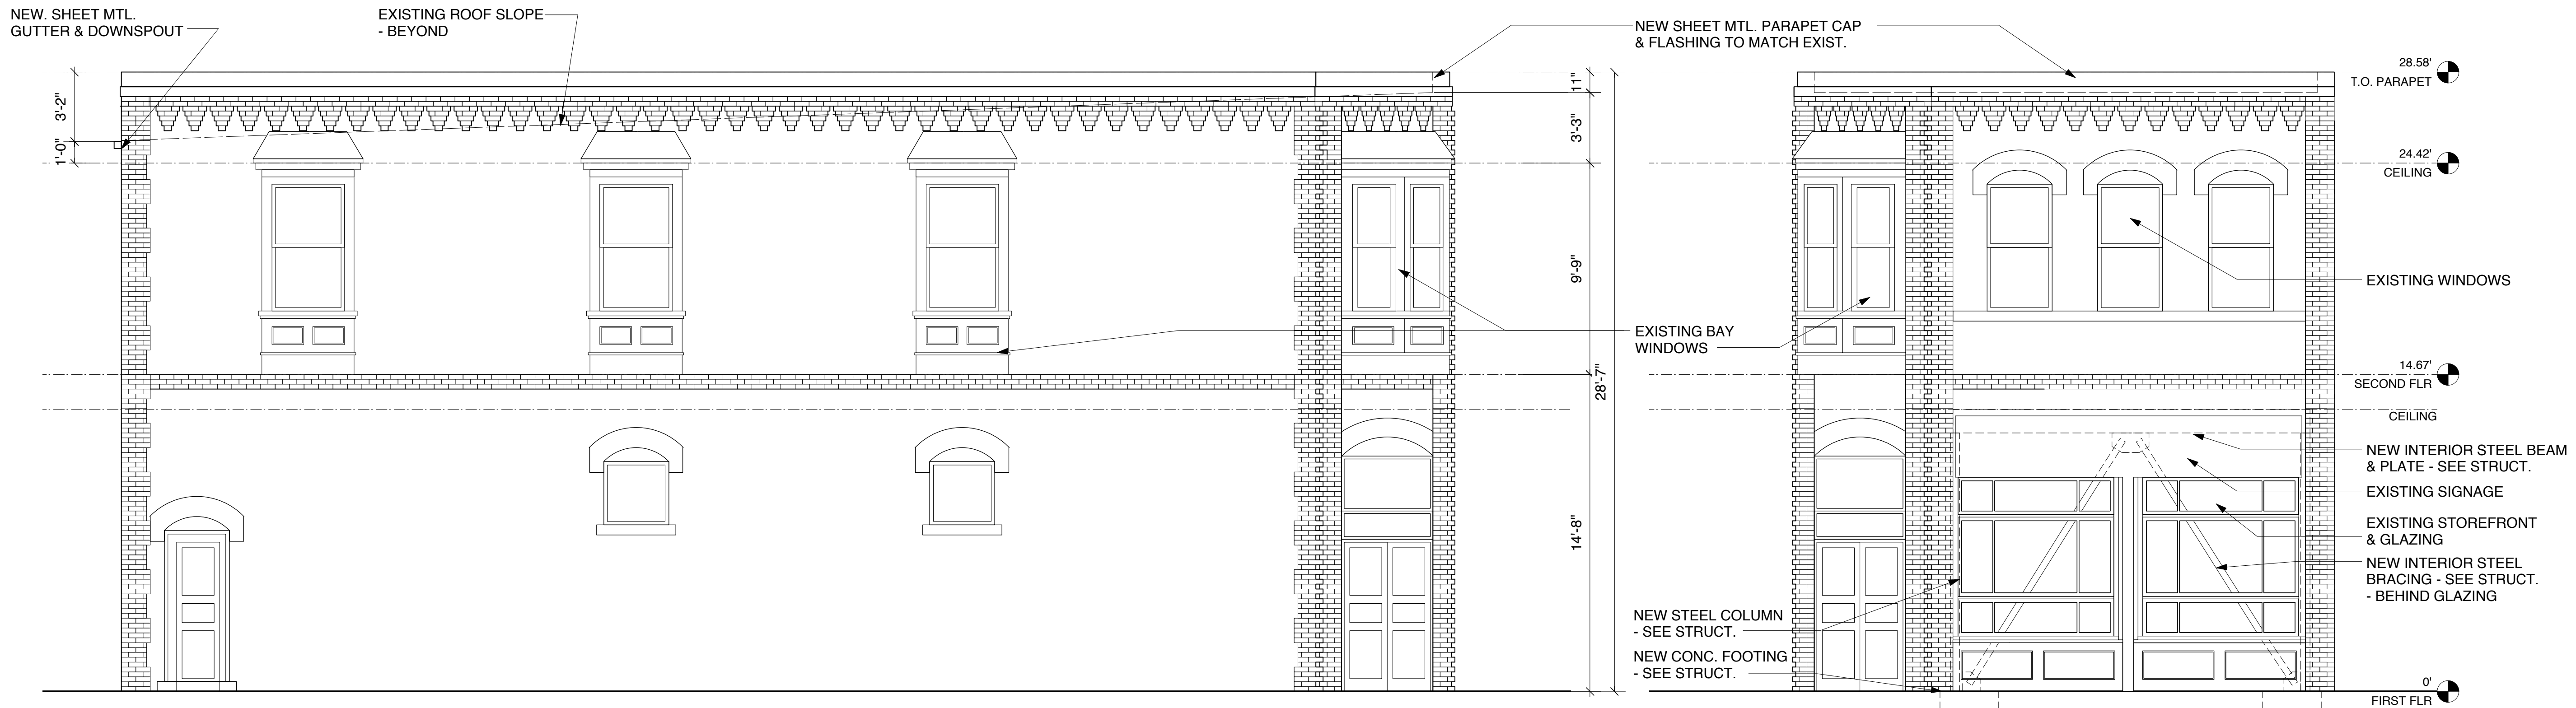 NEW. SHEET MTL.
GUTTER & DOWNSPOUT
EXISTING ROOF SLOPE
- BEYOND
3'-2"
1'-0"
NEW SHEET MTL. PARAPET CAP
& FLASHING TO MATCH EXIST.
11"
3'-3"
9'-9"
14'-8"
28'-7"
EXISTING BAY
WINDOWS
NEW STEEL COLUMN
- SEE STRUCT.
NEW CONC. FOOTING
- SEE STRUCT.
28.58'
T.O. PARAPET
24.42'
CEILING
EXISTING WINDOWS
14.67'
SECOND FLR
CEILING
NEW INTERIOR STEEL BEAM
& PLATE - SEE STRUCT.
EXISTING SIGNAGE
EXISTING STOREFRONT
& GLAZING
NEW INTERIOR STEEL
BRACING - SEE STRUCT.
- BEHIND GLAZING
0'
FIRST FLR